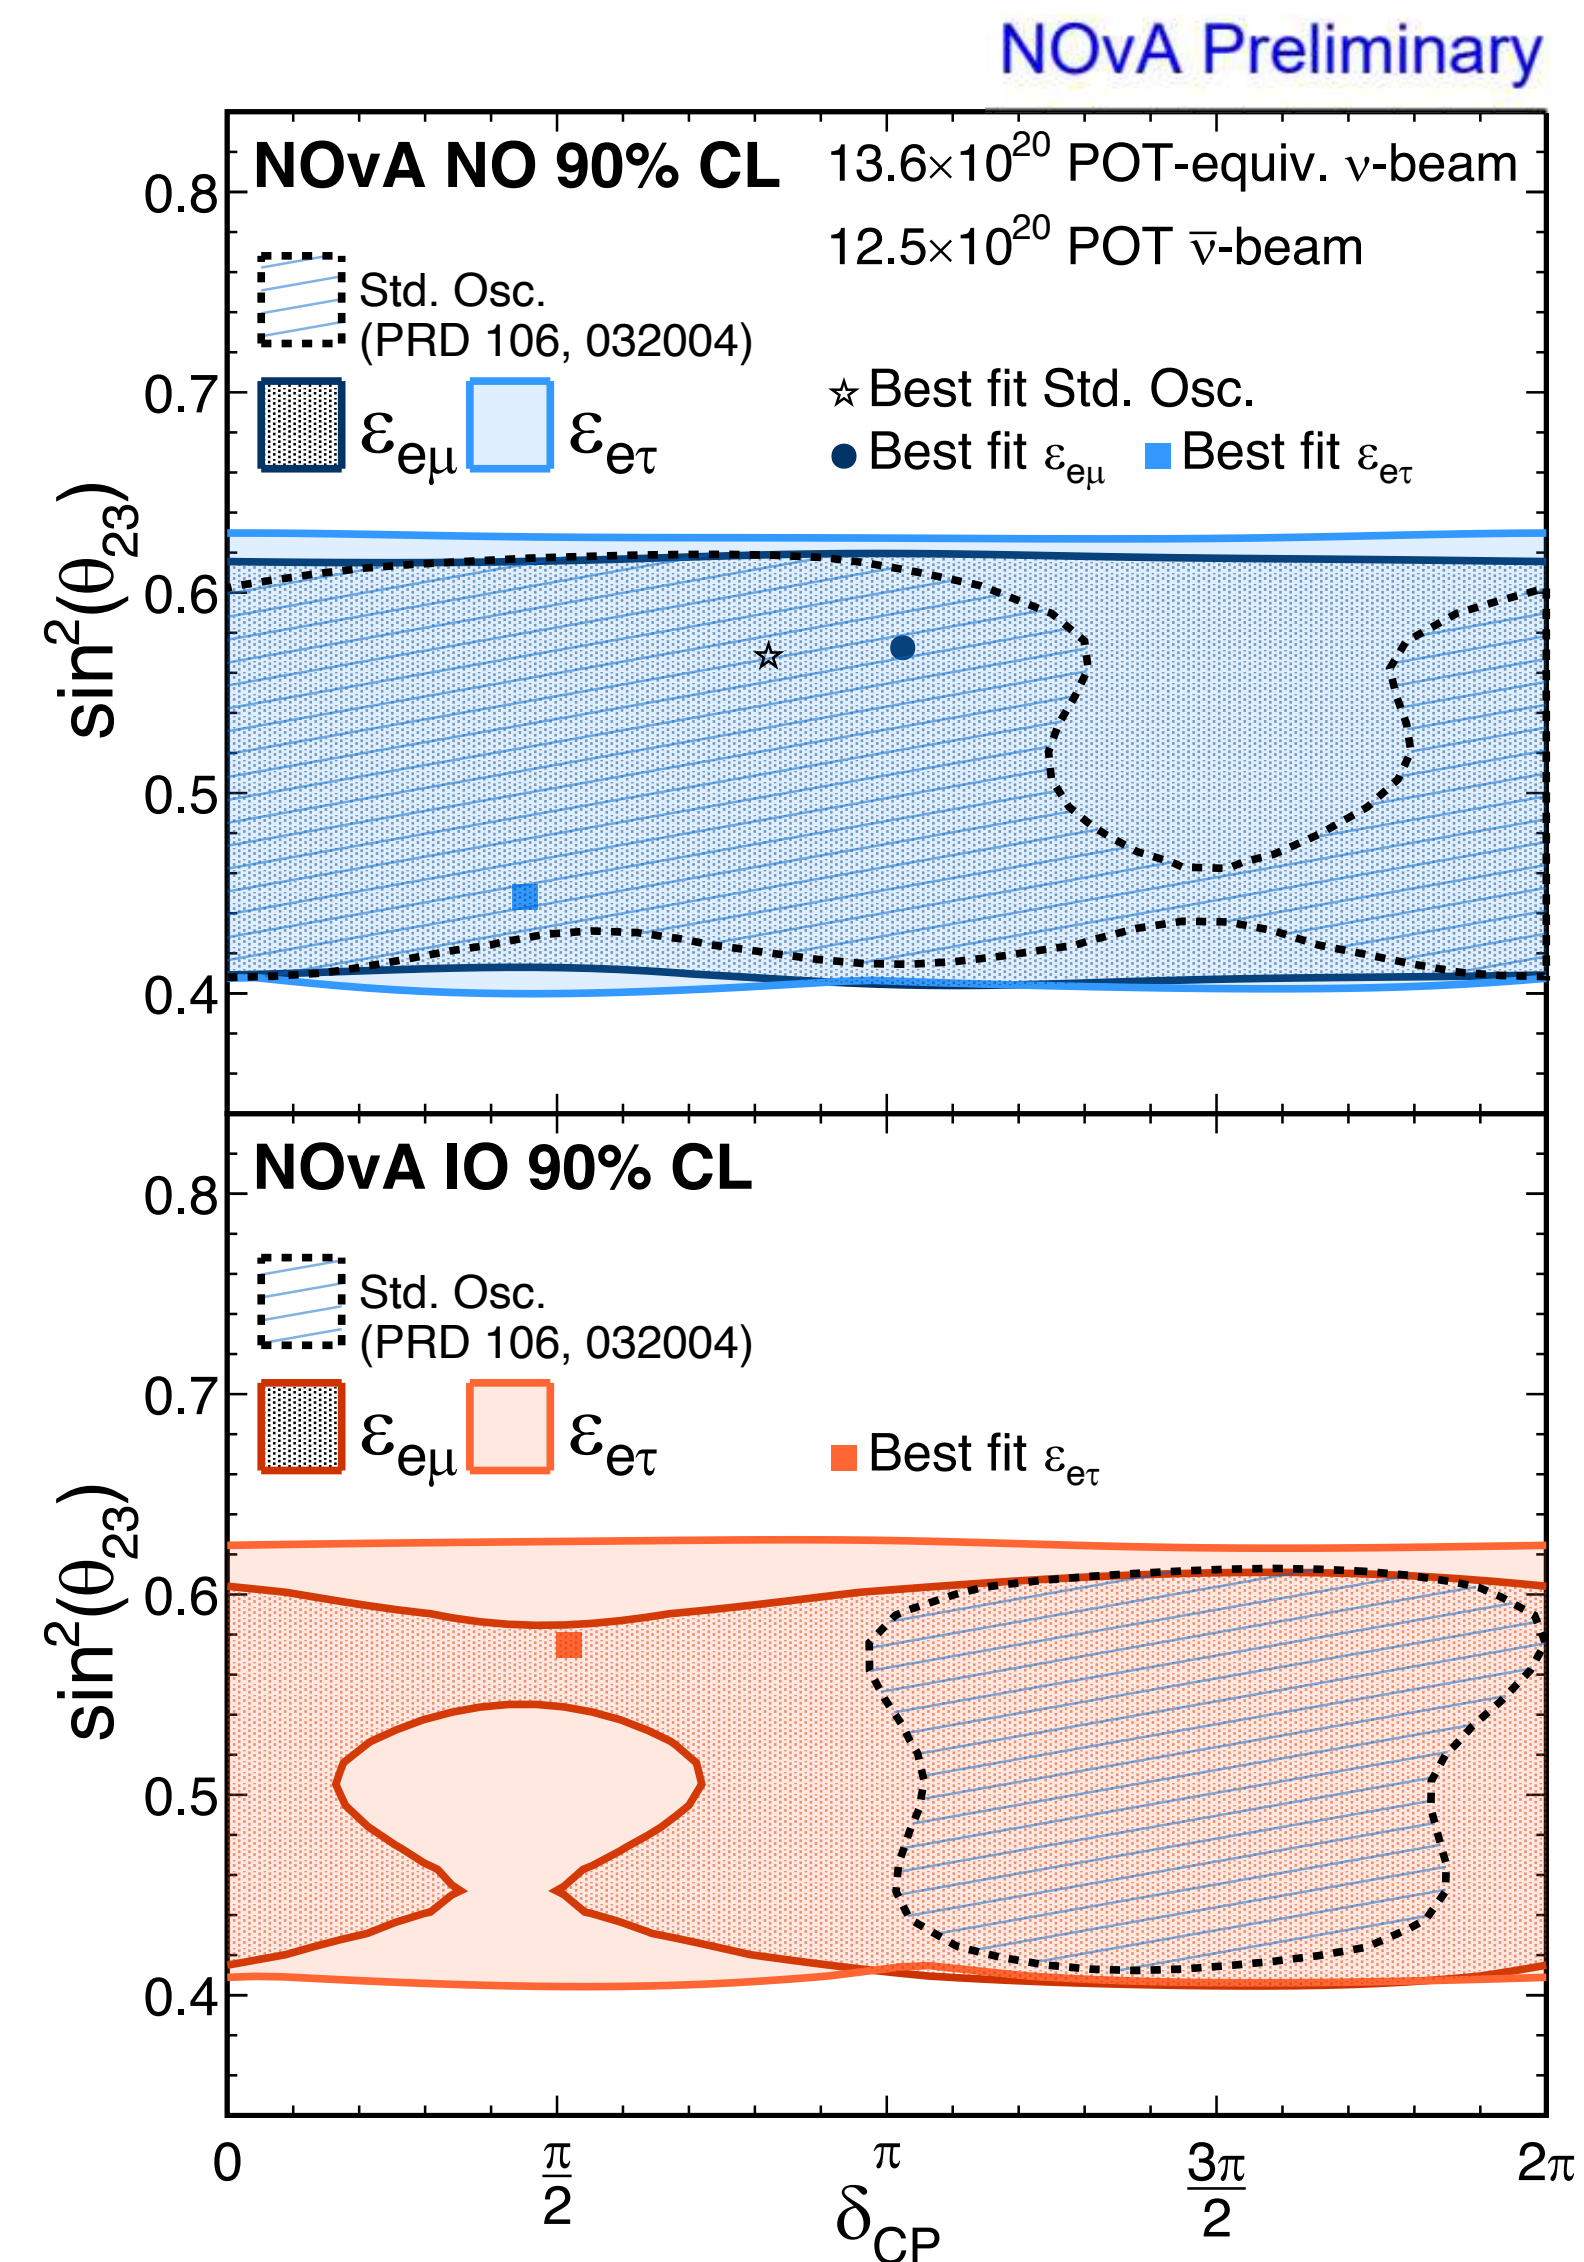 NOvA Preliminary
NOvA NO 90% CL
13.6×10²⁰ POT-equiv. ν-beam
12.5×10²⁰ POT ν̅-beam
Std. Osc.
(PRD 106, 032004)
ε_eμ ε_eτ
☆ Best fit Std. Osc.
● Best fit ε_eμ ■ Best fit ε_eτ
sin²(θ₂₃)
0.8
0.7
0.6
0.5
0.4
NOvA IO 90% CL
Std. Osc.
(PRD 106, 032004)
ε_eμ ε_eτ
■ Best fit ε_eτ
sin²(θ₂₃)
0.8
0.7
0.6
0.5
0.4
0 π/2 π 3π/2 2π
δ_CP